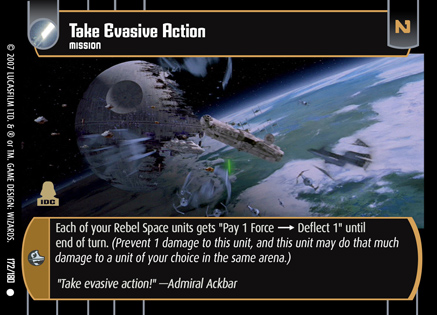 Take Evasive Action
MISSION
N
© 2007 LUCASFILM LTD. & ® or TM. GAME DESIGN: WIZARDS.
172/180
IDC
Each of your Rebel Space units gets "Pay 1 Force → Deflect 1" until
end of turn. (Prevent 1 damage to this unit, and this unit may do that much
damage to a unit of your choice in the same arena.)
"Take evasive action!" —Admiral Ackbar